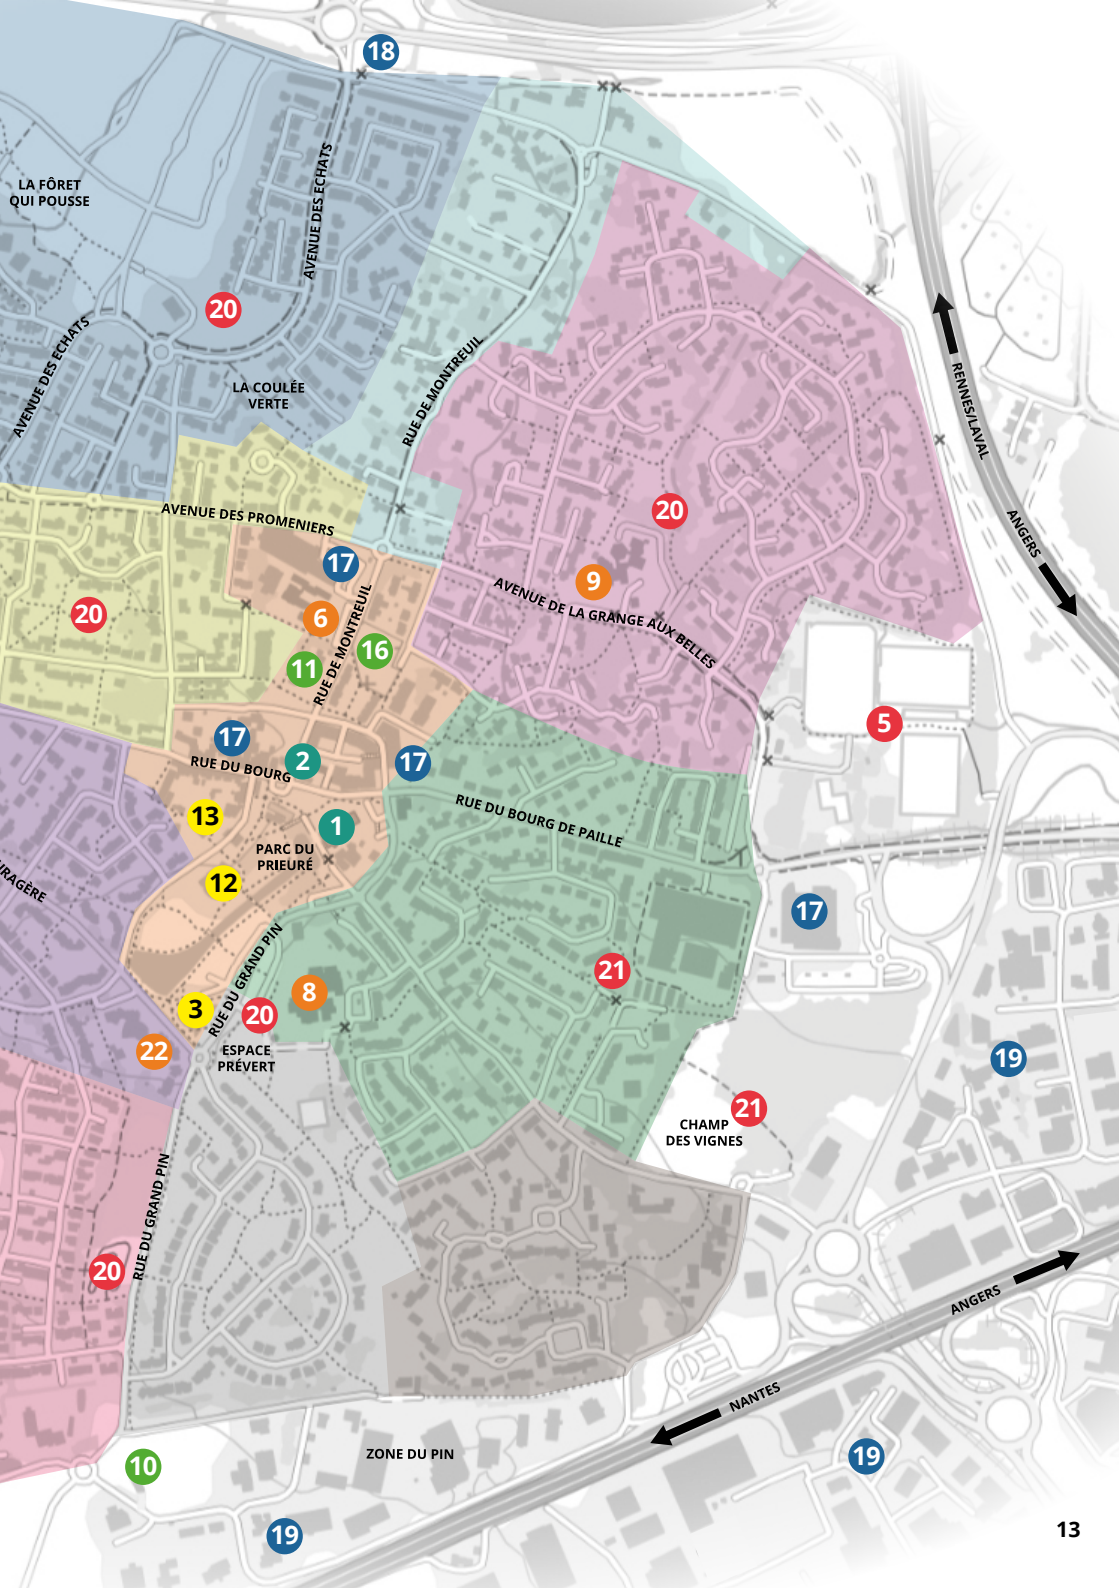 18
LA FÔRET
QUI POUSSE
AVENUE DES ECHATS
20
AVENUE DES ECHATS
LA COULÉE
VERTE
RUE DE MONTREUIL
RENNES/LAVAL
ANGERS
AVENUE DES PROMENIERS
20
17
9
AVENUE DE LA GRANGE AUX BELLES
20
6
RUE DE MONTREUIL
16
11
5
17
2
17
RUE DU BOURG
13
1
RUE DU BOURG DE PAILLE
PARC DU
PRIEURÉ
URAGÈRE
12
17
21
8
3
RUE DU GRAND PIN
20
22
ESPACE
PRÉVERT
19
21
CHAMP
DES VIGNES
RUE DU GRAND PIN
20
ANGERS
NANTES
ZONE DU PIN
10
19
19
13